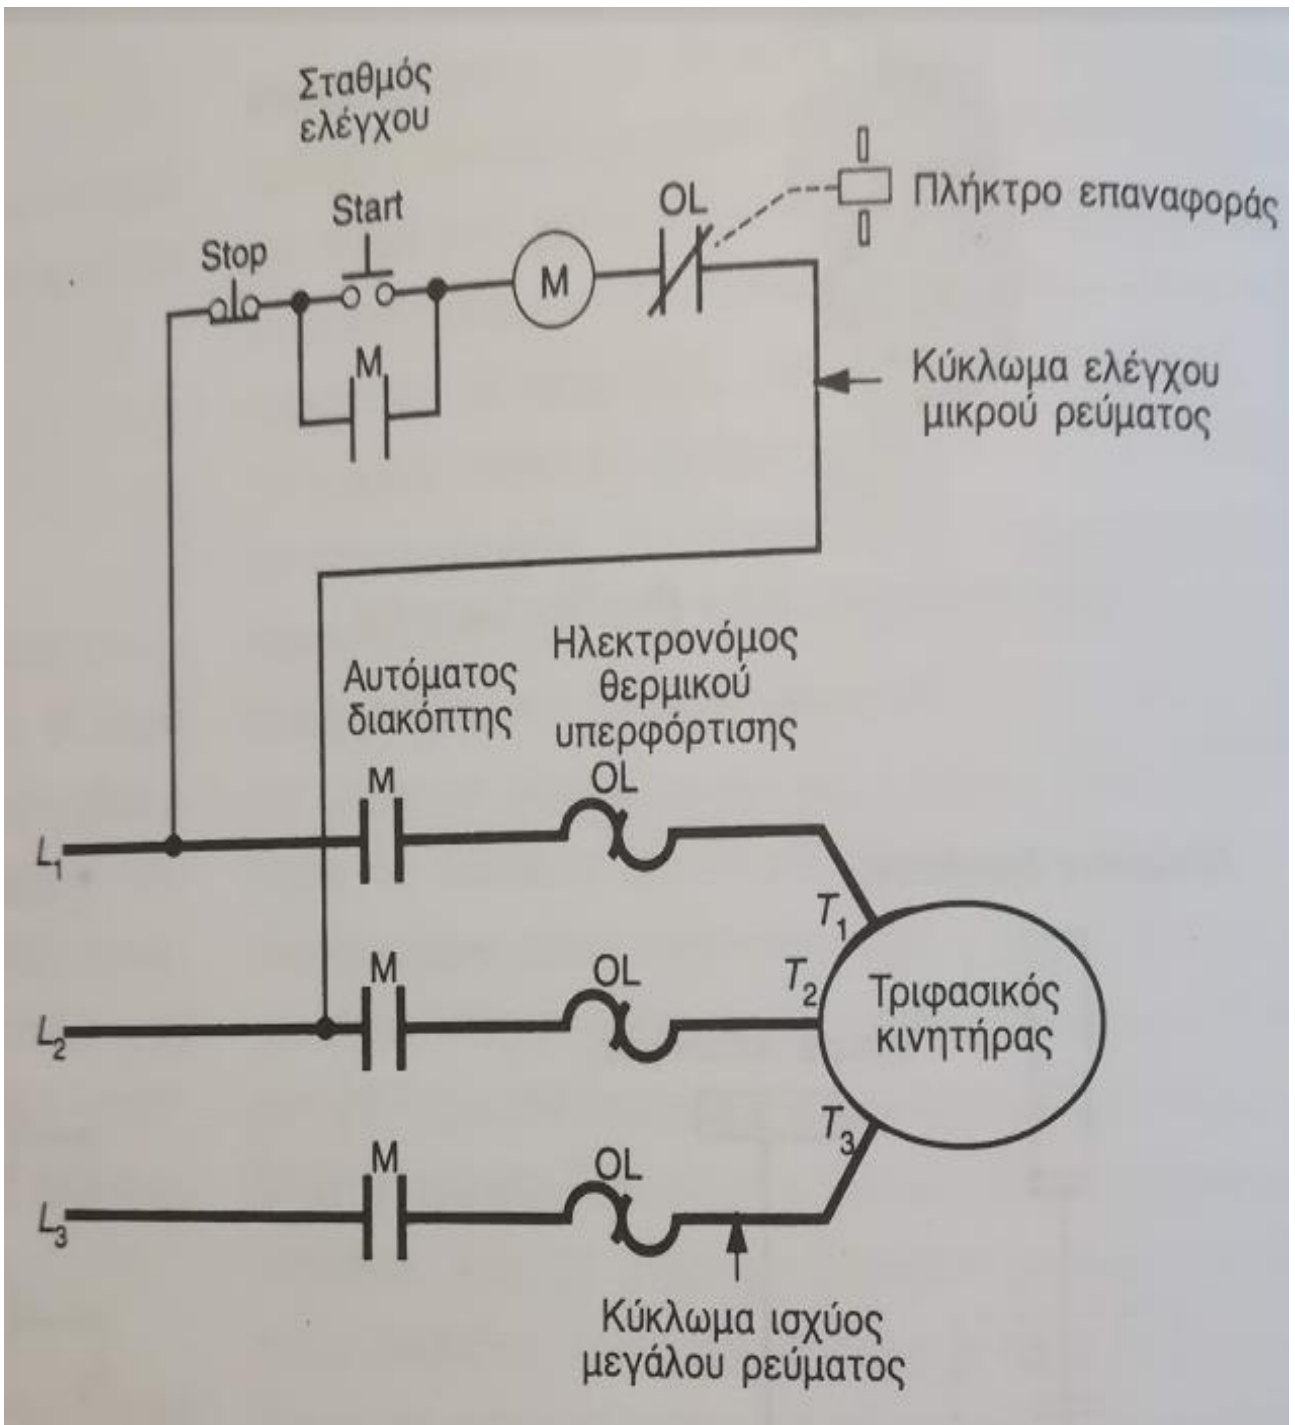 Σταθμός
ελέγχου
Start
Stop
OL
Πλήκτρο επαναφοράς
M
M
Κύκλωμα ελέγχου
μικρού ρεύματος
Αυτόματος
διακόπτης
Ηλεκτρονόμος
θερμικού
υπερφόρτισης
M
OL
L1
T1
M
OL
T2
L2
Τριφασικός
κινητήρας
M
OL
T3
L3
Κύκλωμα ισχύος
μεγάλου ρεύματος